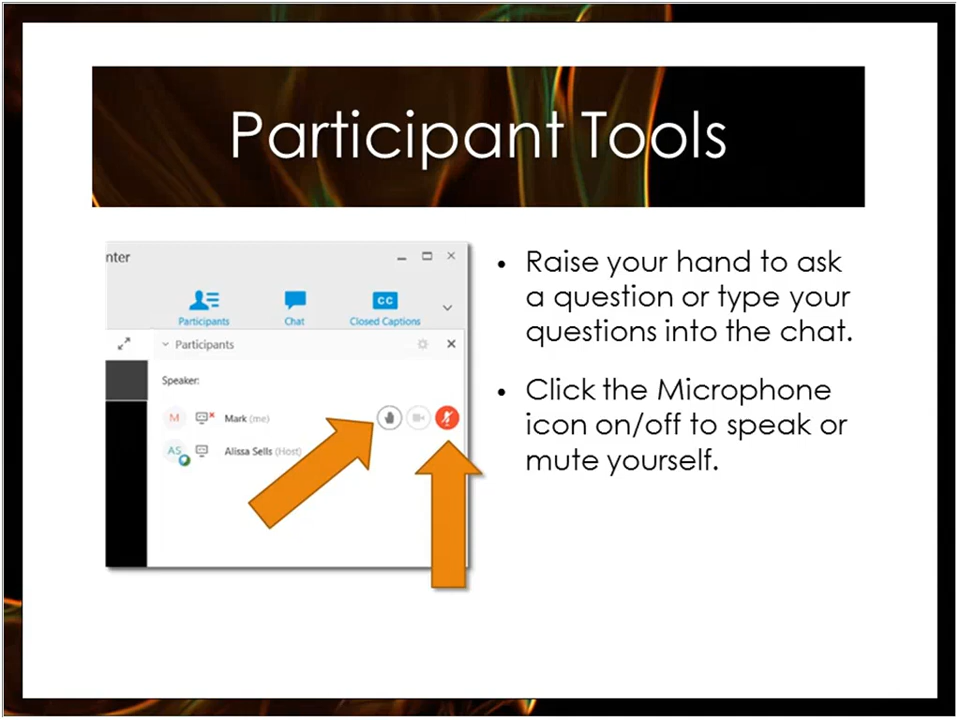 Participant Tools
nter
Participants
Chat
CC
Closed Captions
Participants
Speaker:
M
Mark (me)
AS
Alissa Sells (Host)
• Raise your hand to ask
a question or type your
questions into the chat.
• Click the Microphone
icon on/off to speak or
mute yourself.